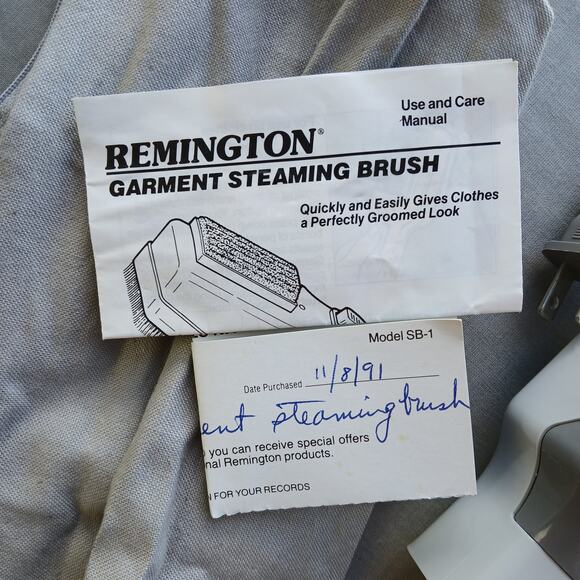 Use and Care
Manual
REMINGTON®
GARMENT STEAMING BRUSH
Quickly and Easily Gives Clothes
a Perfectly Groomed Look
Model SB-1
Date Purchased 11/8/91
ent steaming brush
you can receive special offers
nal Remington products.
N FOR YOUR RECORDS